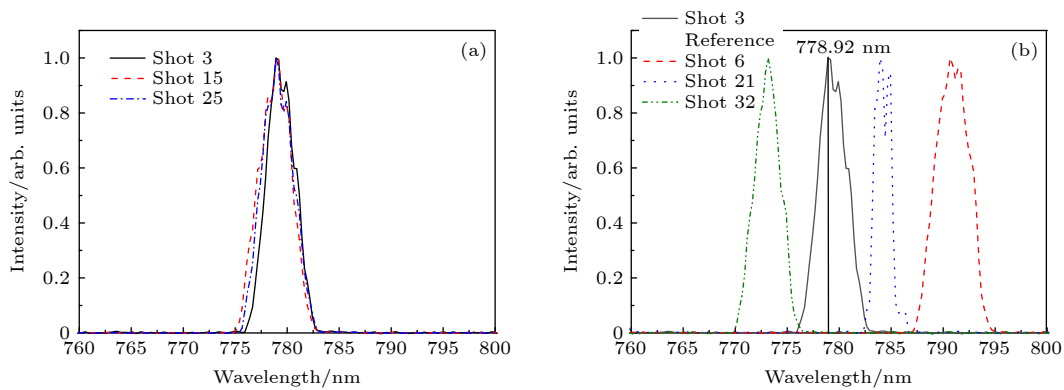 (a)
Shot 3
Shot 15
Shot 25
Intensity/arb. units
1.0
0.8
0.6
0.4
0.2
0
760 765 770 775 780 785 790 795 800
Wavelength/nm
(b)
Shot 3
Reference
Shot 6
Shot 21
Shot 32
778.92 nm
Intensity/arb. units
1.0
0.8
0.6
0.4
0.2
0
760 765 770 775 780 785 790 795 800
Wavelength/nm